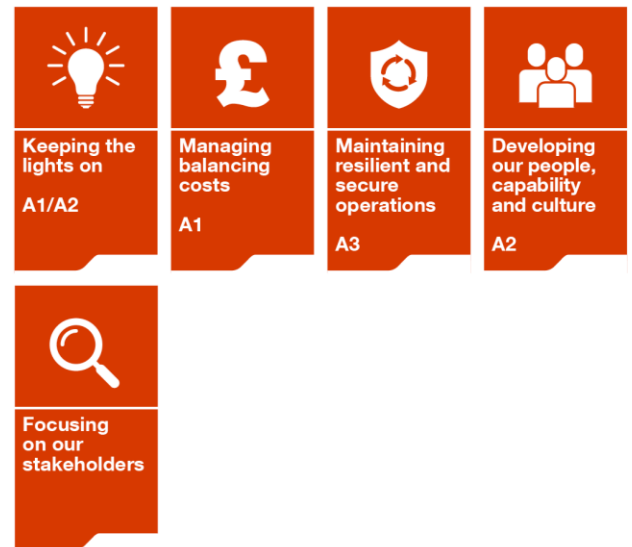 £
Keeping the
lights on
A1/A2
Managing
balancing
costs
A1
Maintaining
resilient and
secure
operations
A3
Developing
our people,
capability
and culture
A2
Focusing
on our
stakeholders